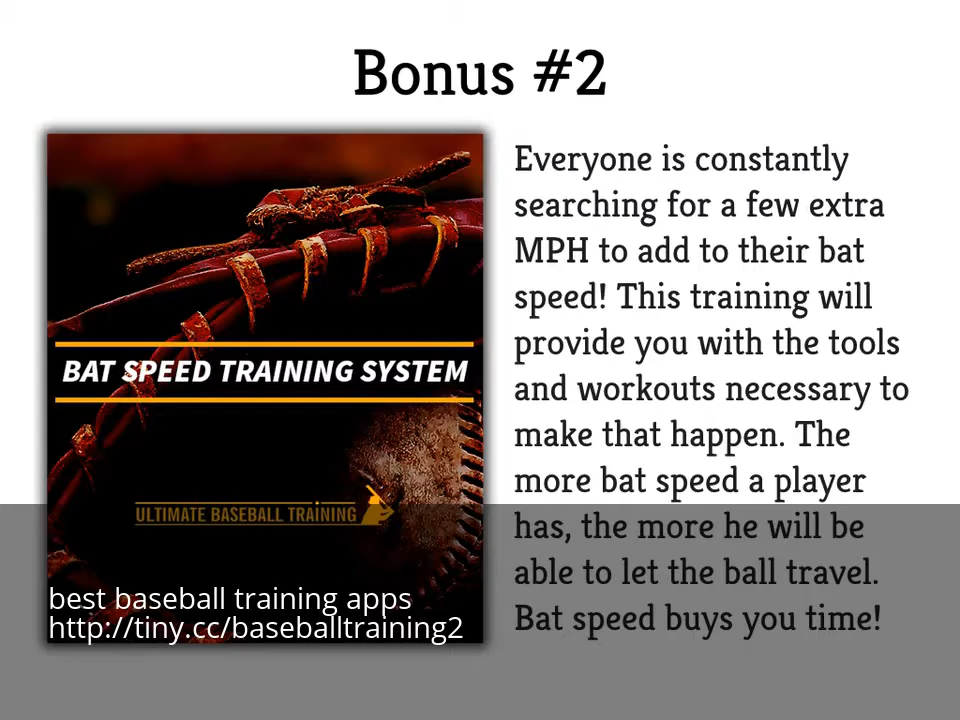 Bonus #2
BAT SPEED TRAINING SYSTEM
ULTIMATE BASEBALL TRAINING
best baseball training apps
http://tiny.cc/baseballtraining2
Everyone is constantly
searching for a few extra
MPH to add to their bat
speed! This training will
provide you with the tools
and workouts necessary to
make that happen. The
more bat speed a player
has, the more he will be
able to let the ball travel.
Bat speed buys you time!